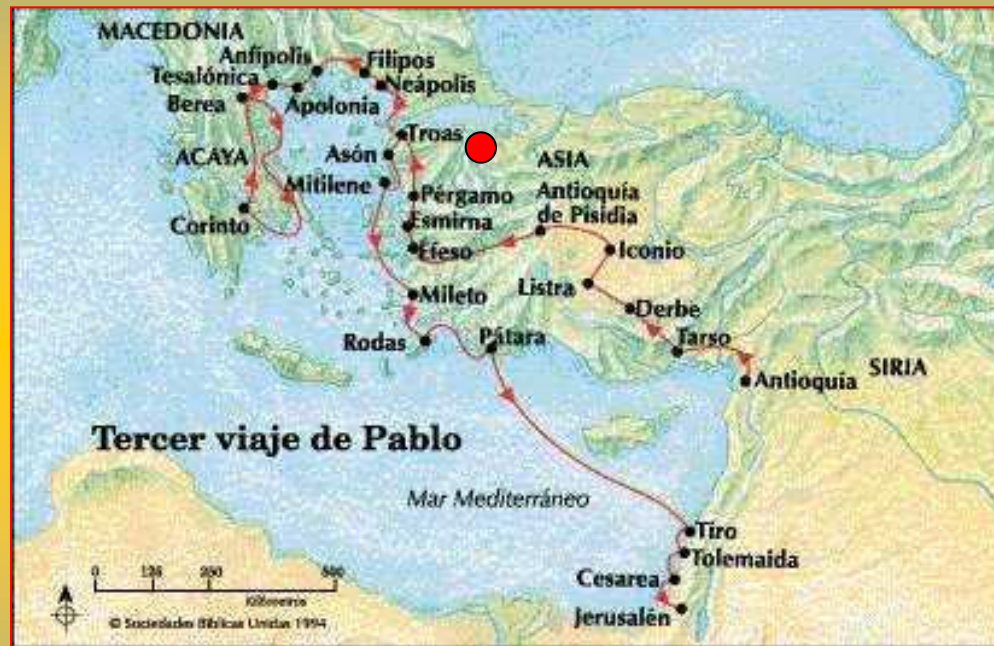 MACEDONIA
Anfípolis
Filipos
Tesalónica
Neápolis
Berea
Apolonia
Troas
ACAYA
Asón
ASIA
Mitilene
Pérgamo
Antioquía
de Pisidia
Corinto
Esmirna
Efeso
Iconio
Listra
Mileto
Derbe
Rodas
Pátara
Tarso
SIRIA
Antioquía
Tercer viaje de Pablo
Mar Mediterráneo
Tiro
Tolemaida
Cesarea
Jerusalén
0 125 250 500
Kilómetros
© Sociedades Bíblicas Unidas 1994